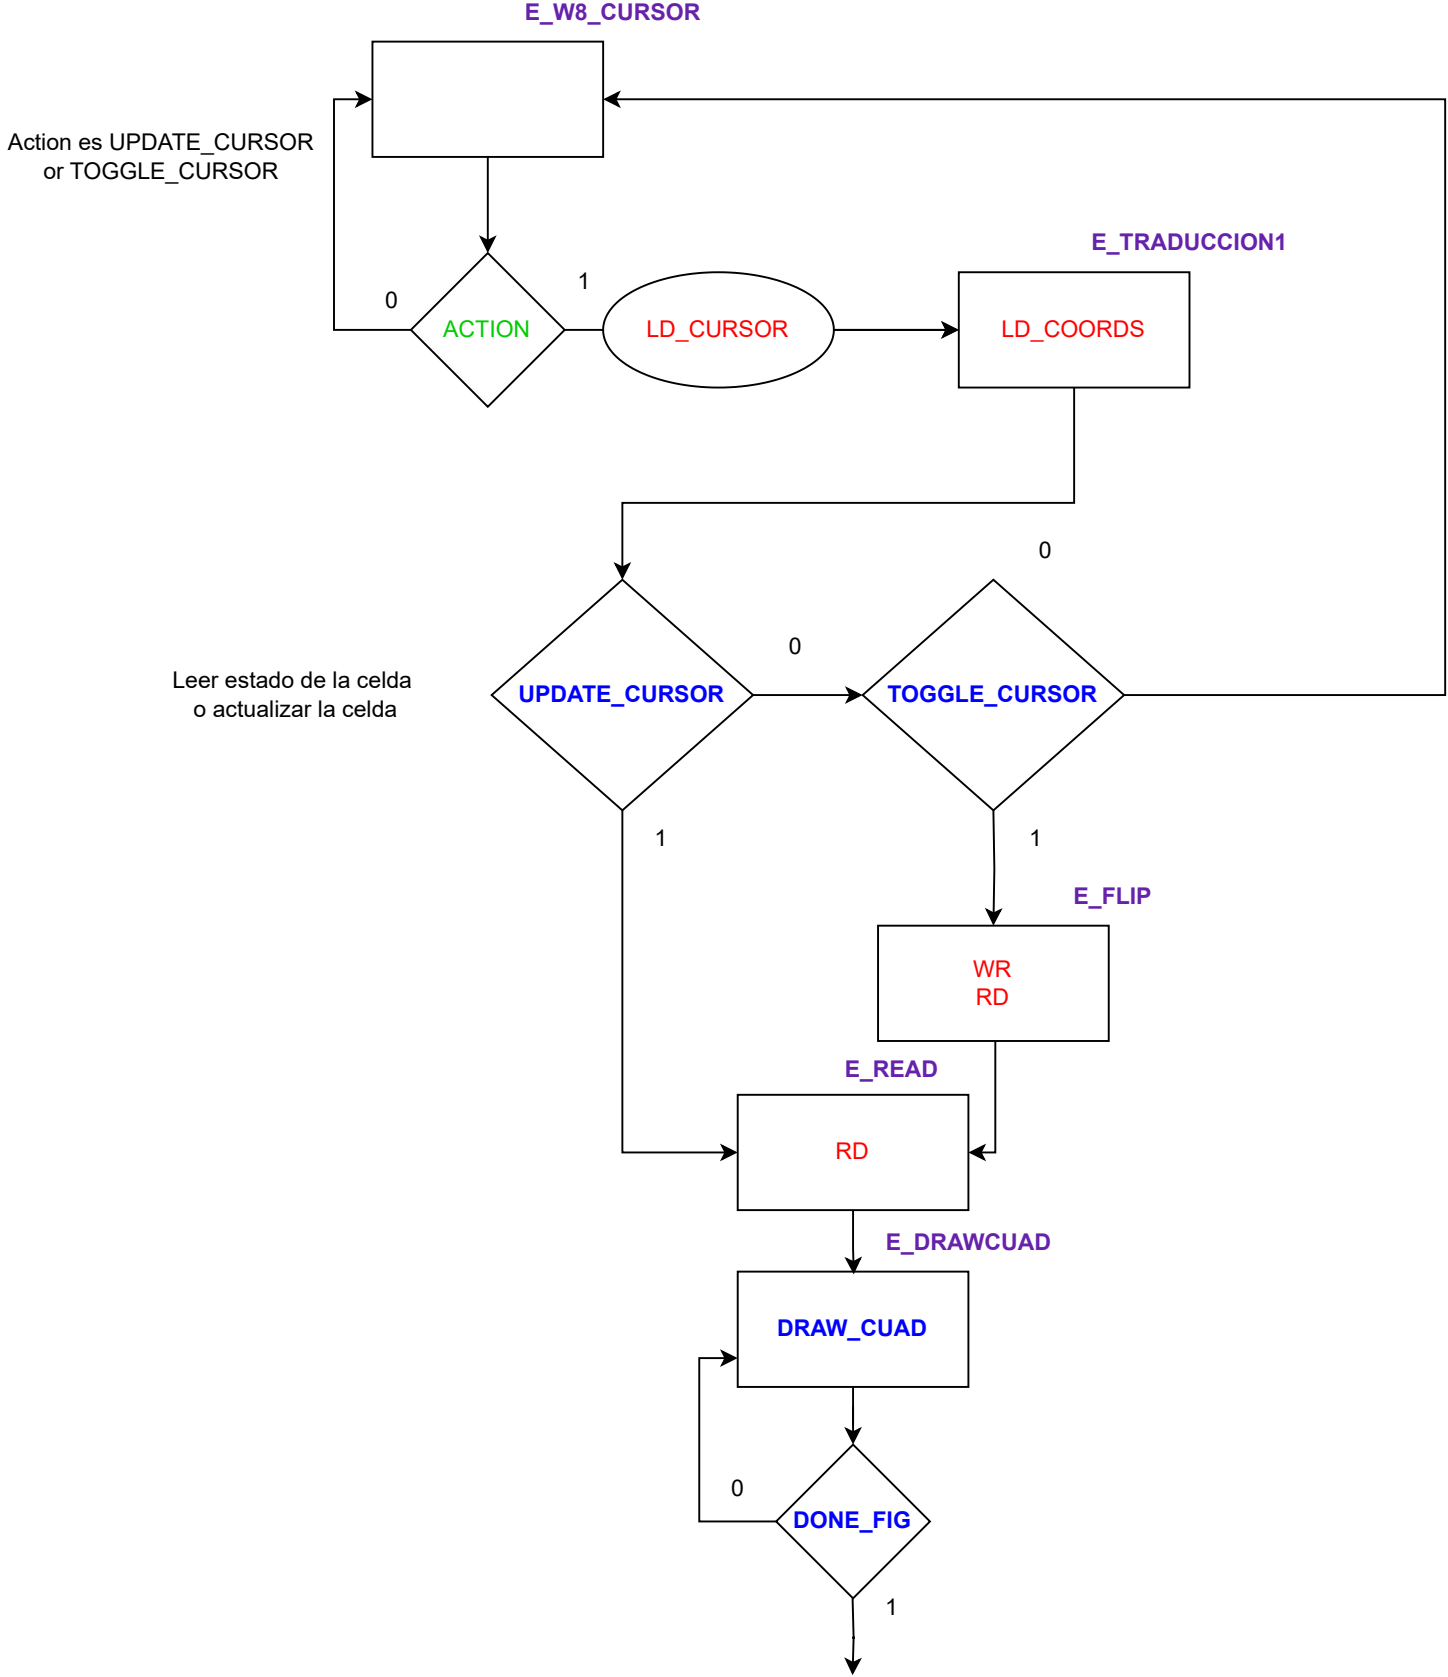 E_W8_CURSOR
Action es UPDATE_CURSOR
or TOGGLE_CURSOR
E_TRADUCCION1
0
1
ACTION
LD_CURSOR
LD_COORDS
0
0
Leer estado de la celda
o actualizar la celda
UPDATE_CURSOR
TOGGLE_CURSOR
1
1
E_FLIP
WR
RD
E_READ
RD
E_DRAWCUAD
DRAW_CUAD
0
DONE_FIG
1